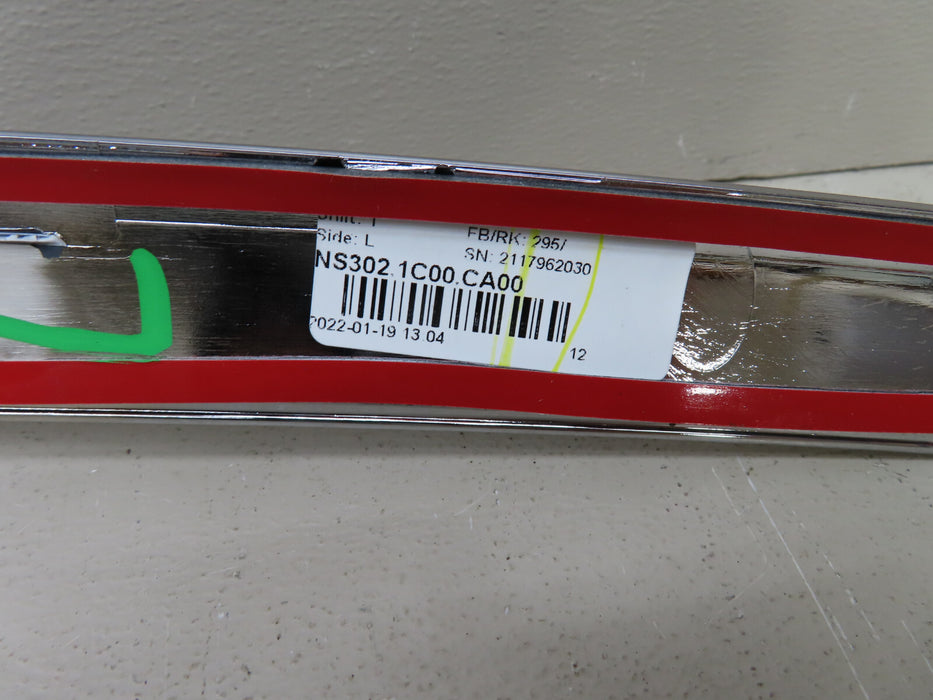 Side: L
FB/RK: 295/
SN: 2117962030
NS302.1C00.CA00
2022-01-19 13:04
12